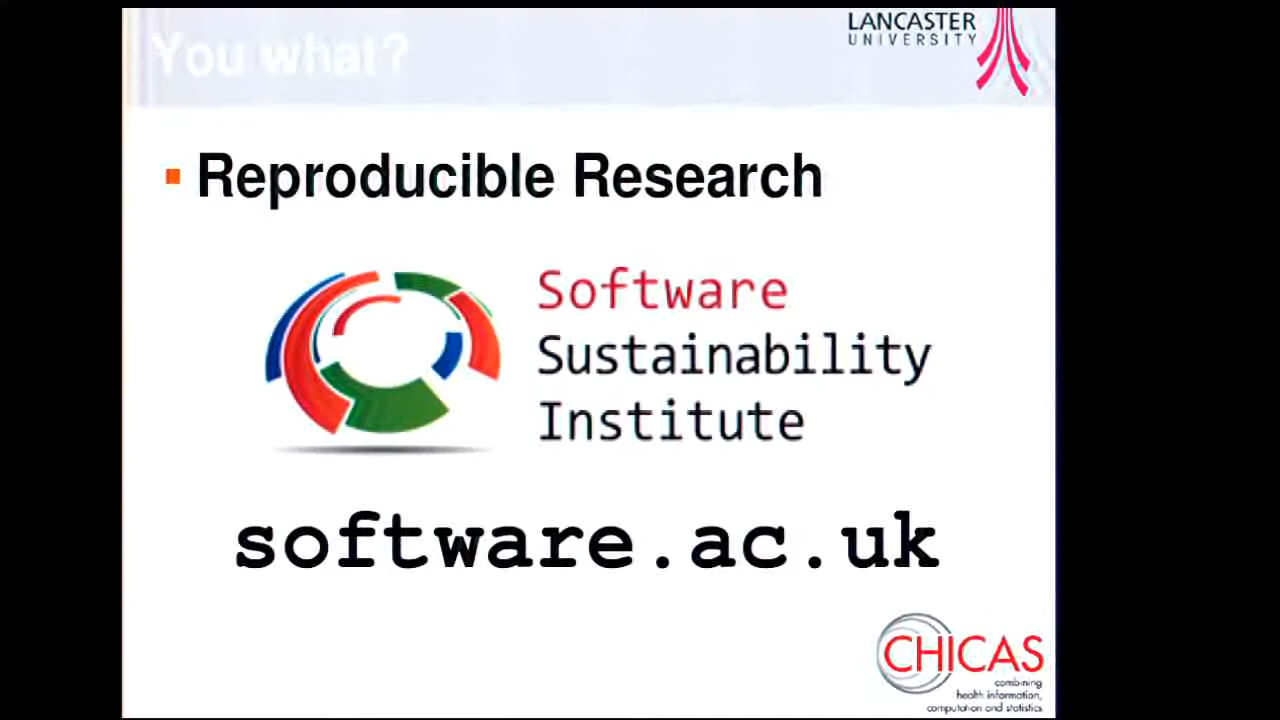 You what?
LANCASTER
UNIVERSITY
Reproducible Research
Software
Sustainability
Institute
software.ac.uk
CHICAS
combining
health information,
computation and statistics